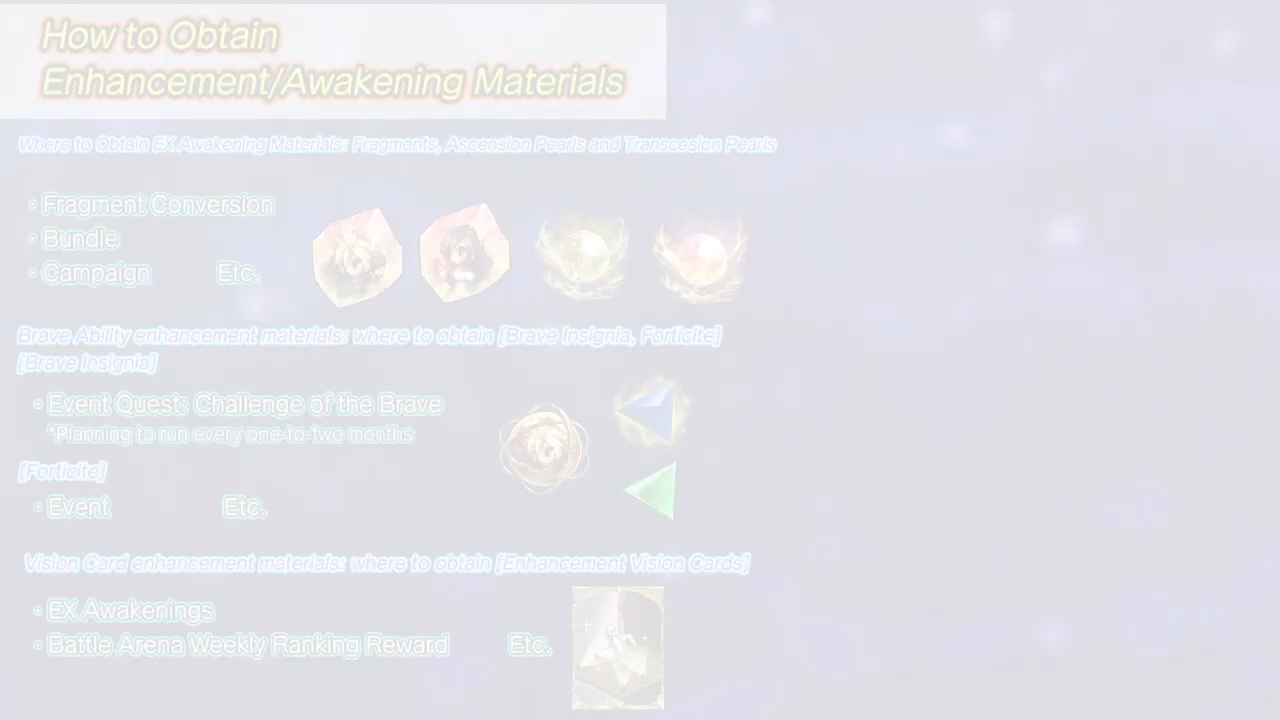 How to Obtain
Enhancement/Awakening Materials
Where to Obtain EX Awakening Materials: Fragments, Ascension Pearls and Transcesion Pearls
・Fragment Conversion
・Bundle
・Campaign Etc.
Brave Ability enhancement materials: where to obtain [Brave Insignia, Forticite]
[Brave Insignia]
・Event Quest: Challenge of the Brave
*Planning to run every one-to-two months
[Forticite]
・Event Etc.
Vision Card enhancement materials: where to obtain [Enhancement Vision Cards]
・EX Awakenings
・Battle Arena Weekly Ranking Reward Etc.